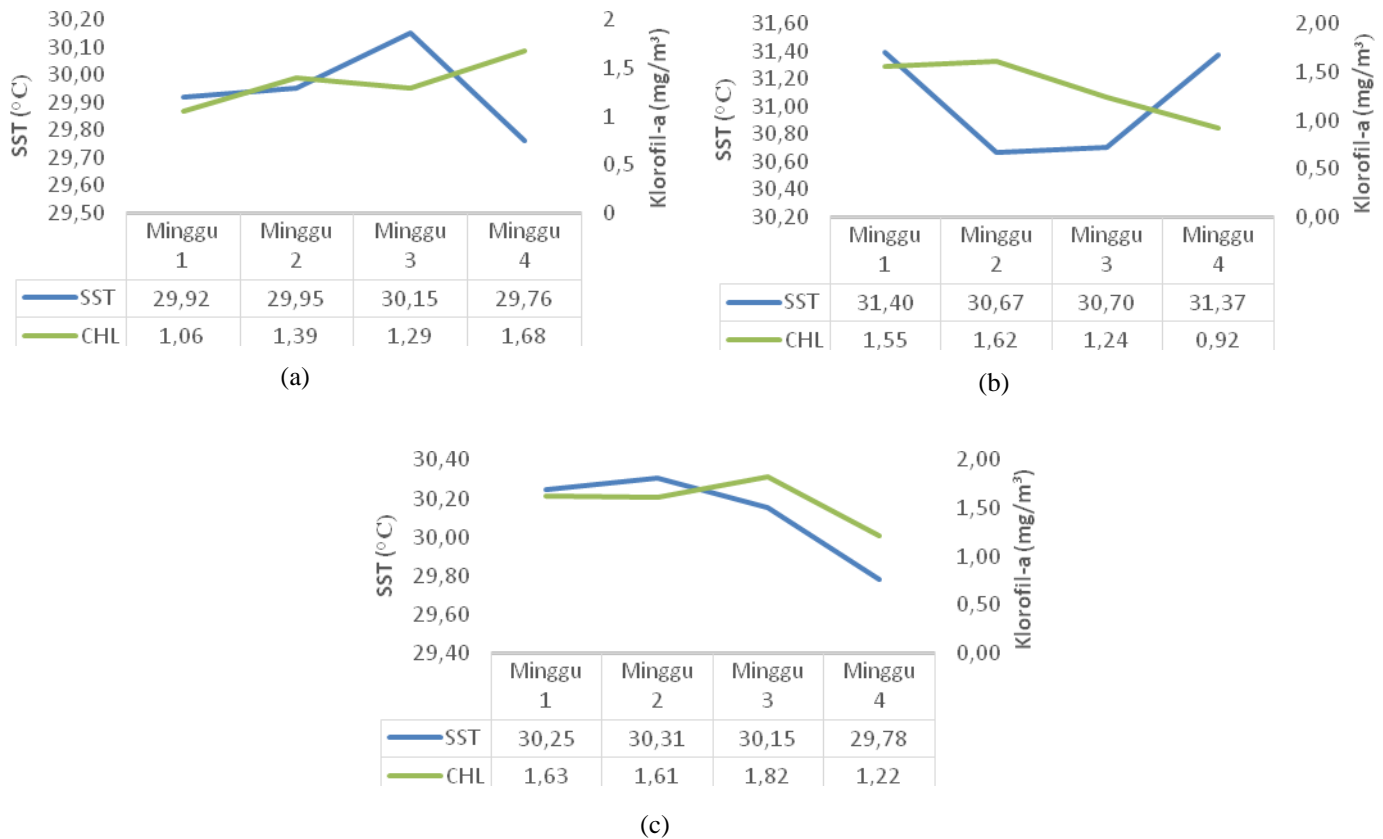 30,20
30,10
30,00
29,90
29,80
29,70
29,60
29,50
SST (°C)
2
1,5
1
0,5
0
Klorofil-a (mg/m³)
Minggu 1 Minggu 2 Minggu 3 Minggu 4
SST 29,92 29,95 30,15 29,76
CHL 1,06 1,39 1,29 1,68
(a)
31,60
31,40
31,20
31,00
30,80
30,60
30,40
30,20
SST (°C)
2,00
1,50
1,00
0,50
0,00
Klorofil-a (mg/m³)
Minggu 1 Minggu 2 Minggu 3 Minggu 4
SST 31,40 30,67 30,70 31,37
CHL 1,55 1,62 1,24 0,92
(b)
30,40
30,20
30,00
29,80
29,60
29,40
SST (°C)
2,00
1,50
1,00
0,50
0,00
Klorofil-a (mg/m³)
Minggu 1 Minggu 2 Minggu 3 Minggu 4
SST 30,25 30,31 30,15 29,78
CHL 1,63 1,61 1,82 1,22
(c)